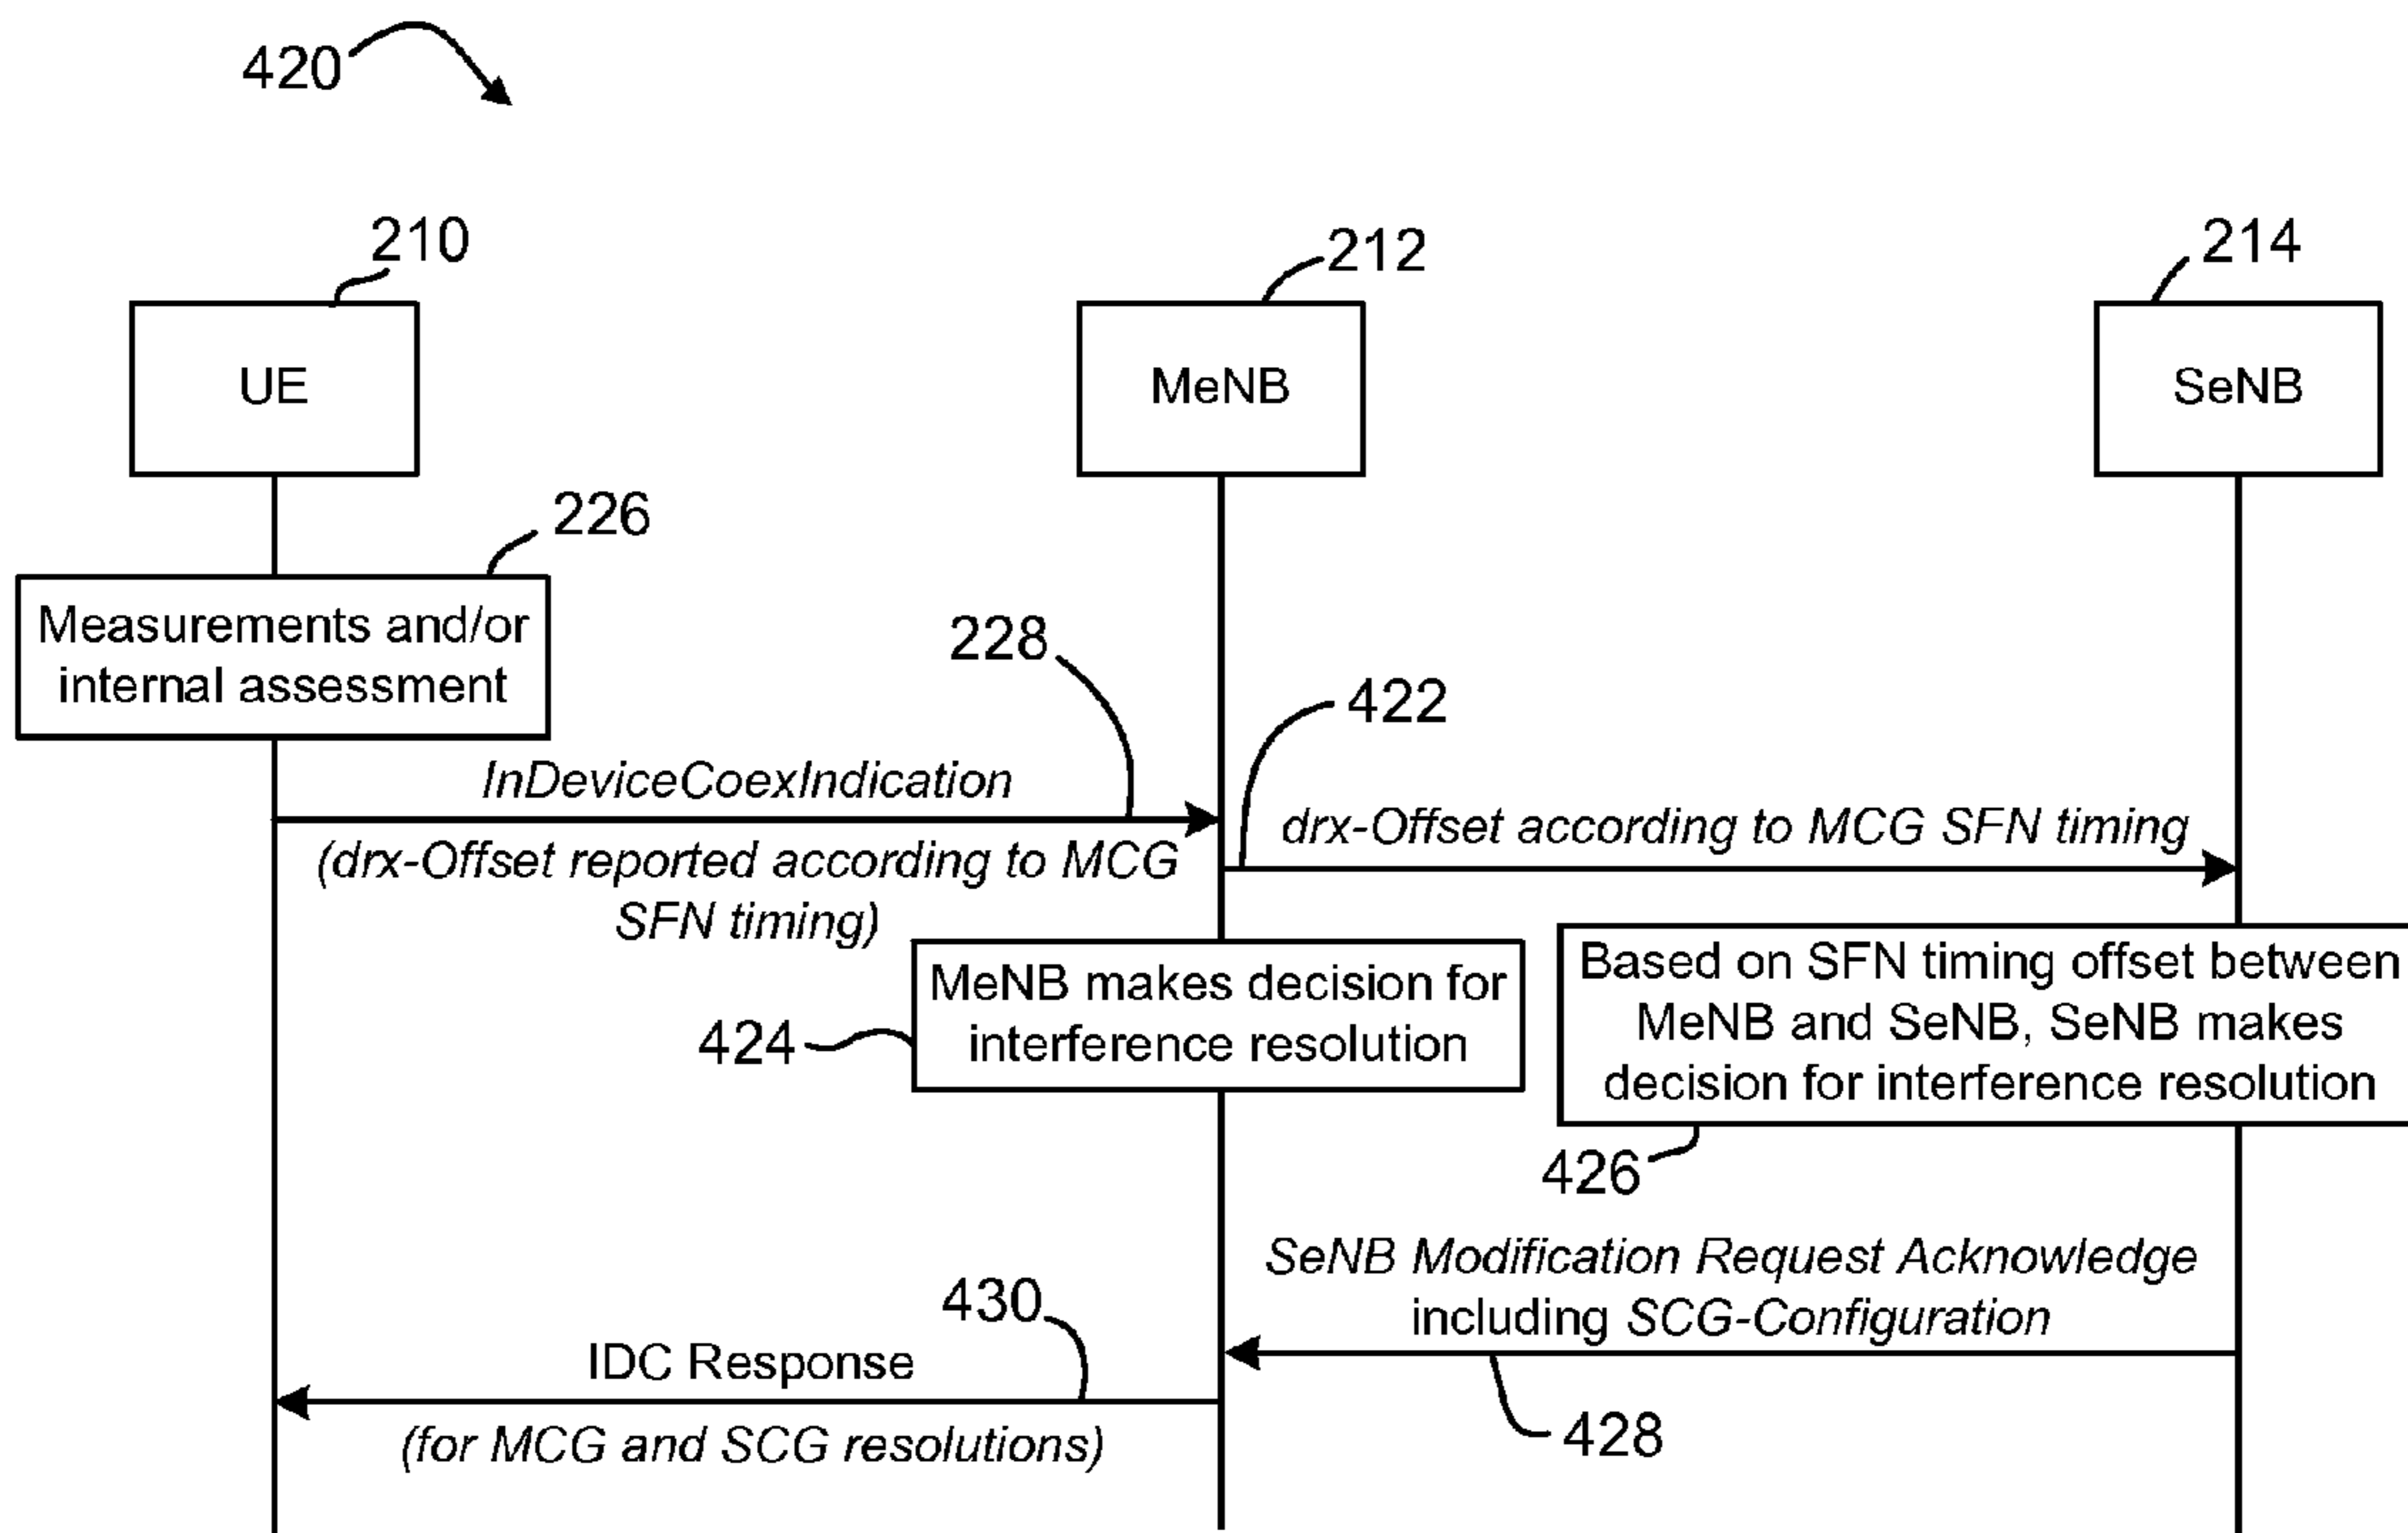 420
210
212
214
UE
MeNB
SeNB
226
Measurements and/or
internal assessment
228
422
InDeviceCoexIndication
(drx-Offset reported according to MCG
SFN timing)
drx-Offset according to MCG SFN timing
MeNB makes decision for
interference resolution
424
Based on SFN timing offset between
MeNB and SeNB, SeNB makes
decision for interference resolution
426
SeNB Modification Request Acknowledge
including SCG-Configuration
428
430
IDC Response
(for MCG and SCG resolutions)